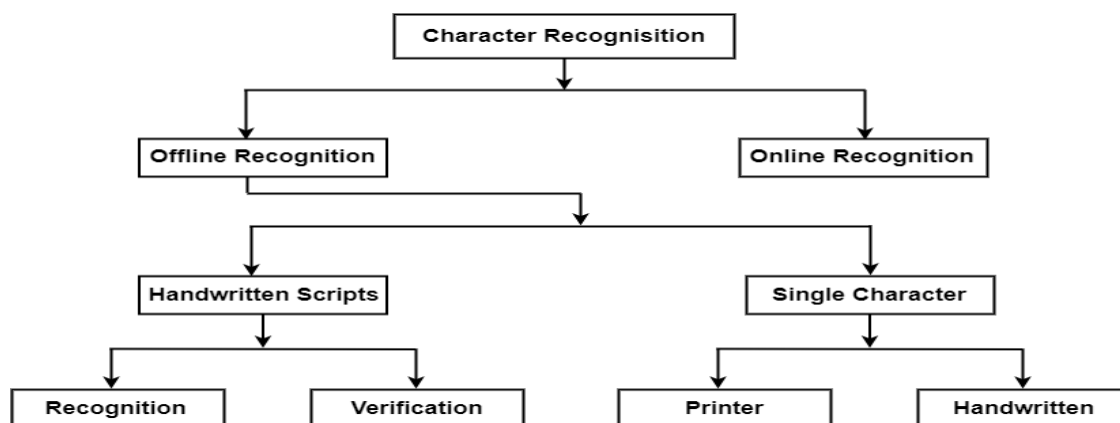 Character Recognisition
Offline Recognition
Online Recognition
Handwritten Scripts
Single Character
Recognition
Verification
Printer
Handwritten